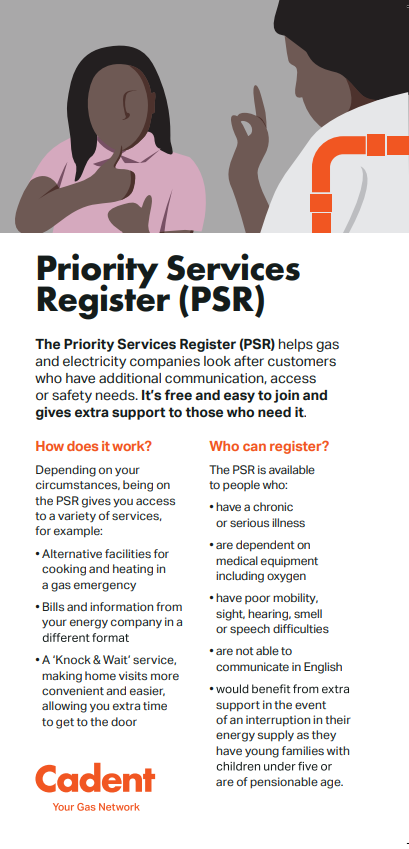 Priority Services
Register (PSR)
The Priority Services Register (PSR) helps gas
and electricity companies look after customers
who have additional communication, access
or safety needs. It's free and easy to join and
gives extra support to those who need it.
How does it work?
Depending on your
circumstances, being on
the PSR gives you access
to a variety of services,
for example:
• Alternative facilities for
cooking and heating in
a gas emergency
• Bills and information from
your energy company in a
different format
• A 'Knock & Wait' service,
making home visits more
convenient and easier,
allowing you extra time
to get to the door
Who can register?
The PSR is available
to people who:
• have a chronic
or serious illness
• are dependent on
medical equipment
including oxygen
• have poor mobility,
sight, hearing, smell
or speech difficulties
• are not able to
communicate in English
• would benefit from extra
support in the event
of an interruption in their
energy supply as they
have young families with
children under five or
are of pensionable age.
Cadent
Your Gas Network